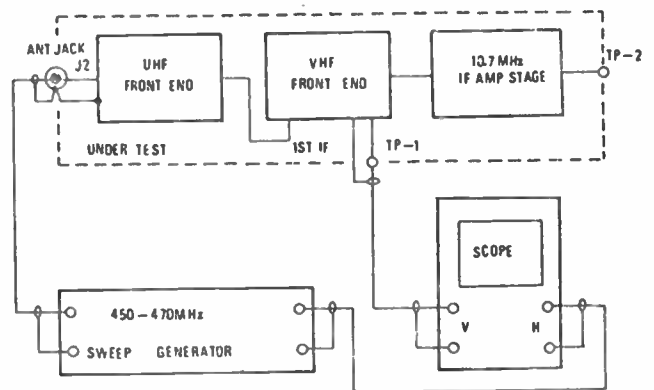 ANT JACK
J2
UHF
FRONT END
VHF
FRONT END
10.7 MHz
IF AMP STAGE
TP-2
UNDER TEST
1ST IF
TP-1
SCOPE
450-470MHz
V
H
SWEEP GENERATOR